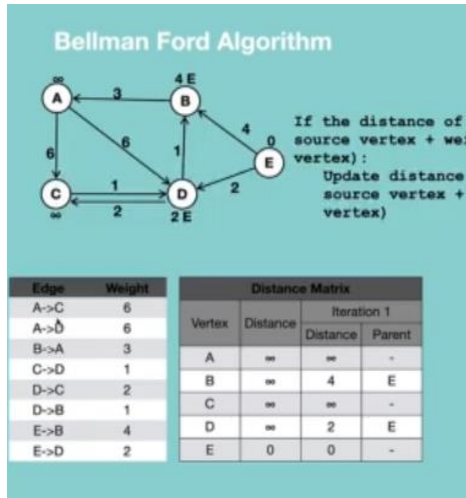 Bellman Ford Algorithm
∞
4 E
A
3
B
If the distance of
4
0
source vertex + wei
6
6
1
E
vertex):
Update distance
2
source vertex +
C
1
D
vertex)
2
∞
2 E
Edge Weight
A->C 6
A->D 6
B->A 3
C->D 1
D->C 2
D->B 1
E->B 4
E->D 2
Distance Matrix
Vertex Distance Iteration 1
Distance Parent
A ∞ ∞ -
B ∞ 4 E
C ∞ ∞ -
D ∞ 2 E
E 0 0 -